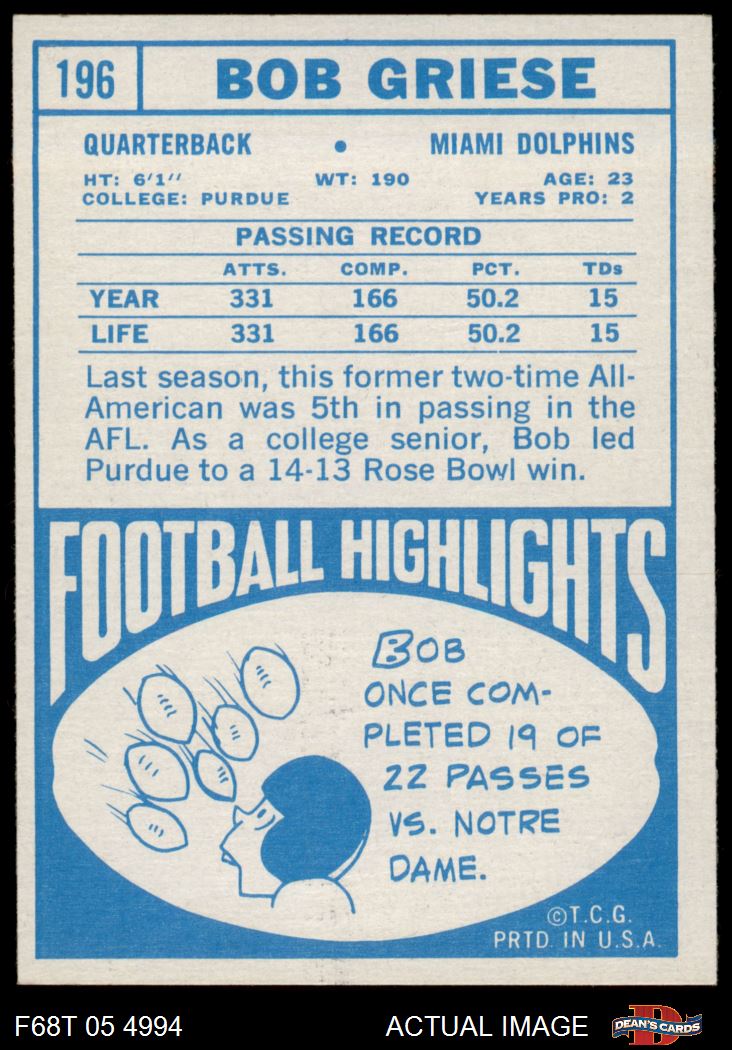 196
BOB GRIESE
QUARTERBACK • MIAMI DOLPHINS
HT: 6'1" WT: 190 AGE: 23
COLLEGE: PURDUE YEARS PRO: 2
PASSING RECORD
ATTS. COMP. PCT. TDs
YEAR 331 166 50.2 15
LIFE 331 166 50.2 15
Last season, this former two-time All-
American was 5th in passing in the
AFL. As a college senior, Bob led
Purdue to a 14-13 Rose Bowl win.
FOOTBALL HIGHLIGHTS
BOB
ONCE COM-
PLETED 19 OF
22 PASSES
VS. NOTRE
DAME.
©T.C.G.
PRTD. IN U.S.A.
F68T 05 4994 ACTUAL IMAGE D DEAN'S CARDS